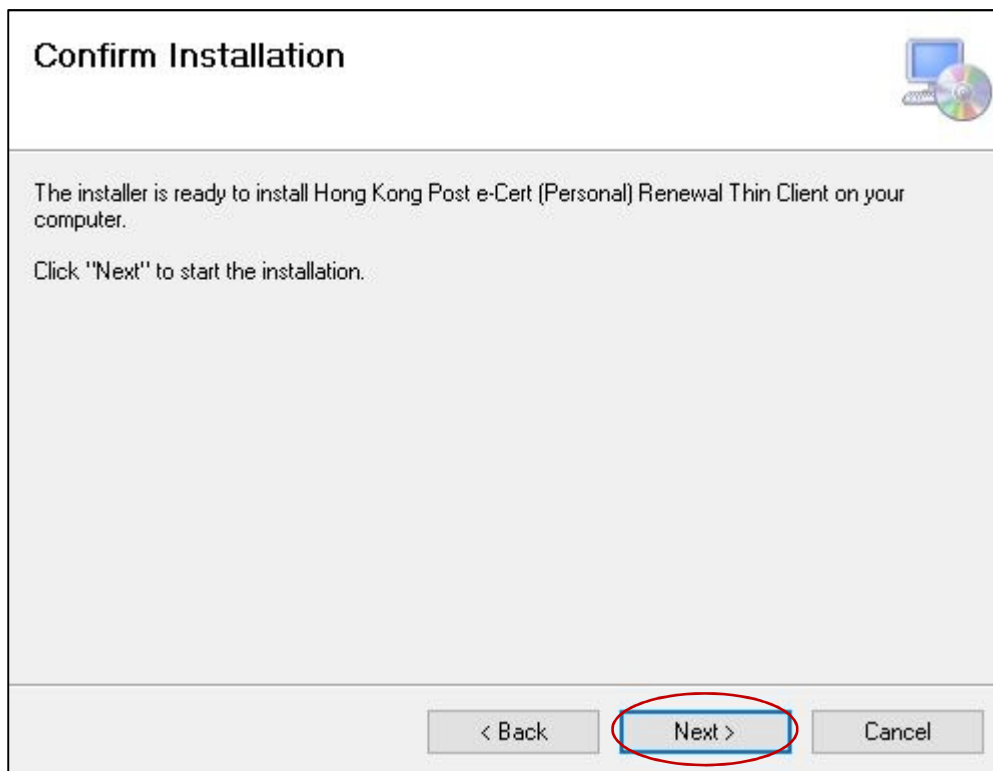 Confirm Installation
The installer is ready to install Hong Kong Post e-Cert (Personal) Renewal Thin Client on your
computer.
Click "Next" to start the installation.
< Back
Next >
Cancel